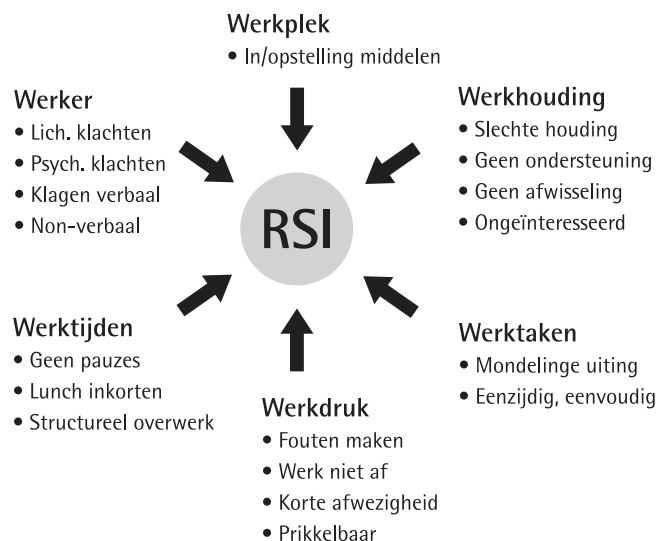 Werkplek
• In/opstelling middelen
Werker
• Lich. klachten
• Psych. klachten
• Klagen verbaal
• Non-verbaal
Werkhouding
• Slechte houding
• Geen ondersteuning
• Geen afwisseling
• Ongeïnteresseerd
RSI
Werktijden
• Geen pauzes
• Lunch inkorten
• Structureel overwerk
Werkdruk
• Fouten maken
• Werk niet af
• Korte afwezigheid
• Prikkelbaar
Werktaken
• Mondelinge uiting
• Eenzijdig, eenvoudig